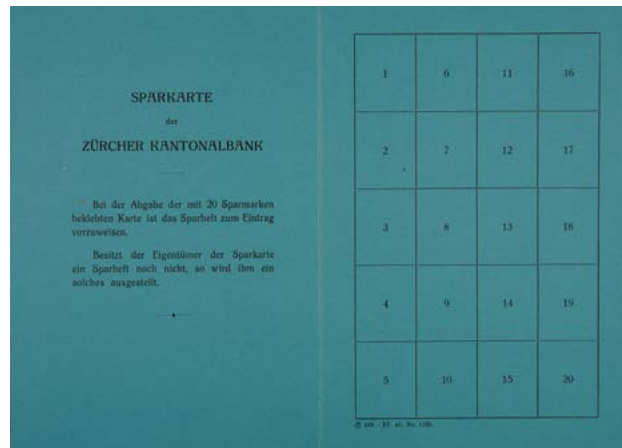 SPARKARTE
der
ZÜRCHER KANTONALBANK
Bei der Abgabe der mit 20 Sparmarken
beklebten Karte ist das Sparheft zum Eintrag
vorzuweisen.
Besitzt der Eigentümer der Sparkarte
ein Sparheft noch nicht, so wird ihm ein
solches ausgestellt.
1 6 11 16
2 7 12 17
3 8 13 18
4 9 14 19
5 10 15 20